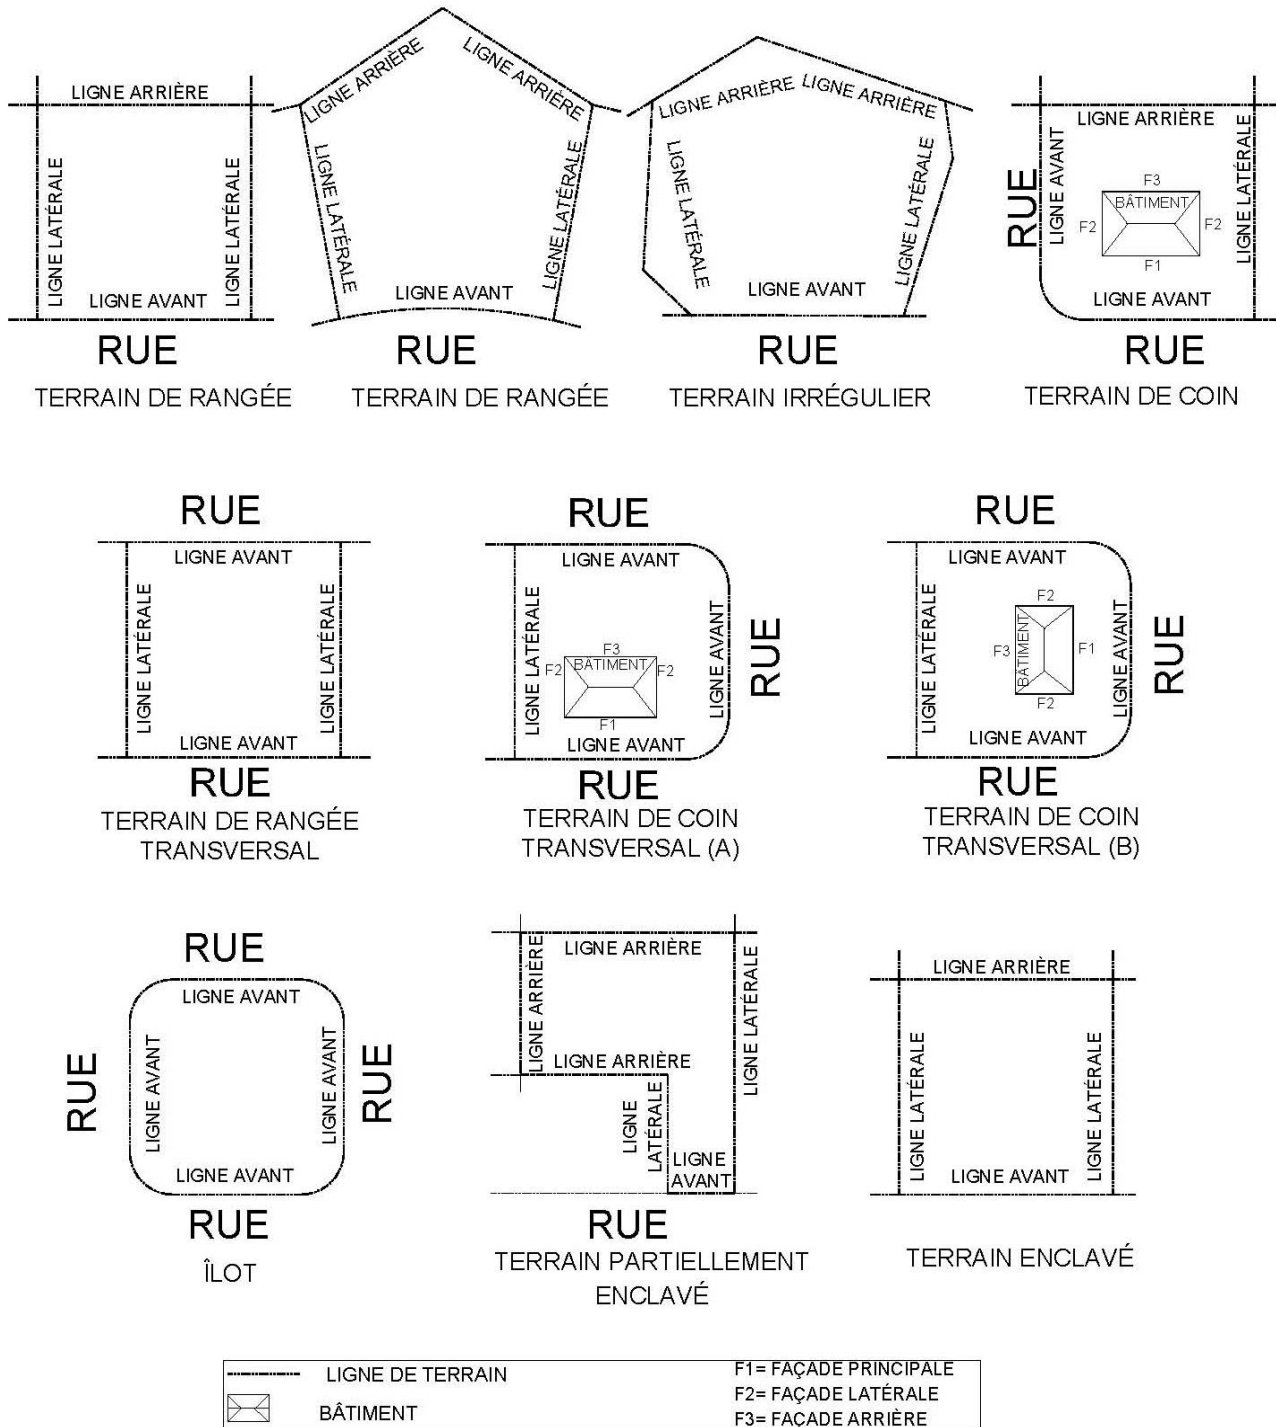 LIGNE ARRIÈRE
LIGNE LATÉRALE
LIGNE LATÉRALE
LIGNE AVANT
RUE
TERRAIN DE RANGÉE
LIGNE ARRIÈRE
LIGNE ARRIÈRE
LIGNE LATÉRALE
LIGNE LATÉRALE
LIGNE AVANT
RUE
TERRAIN DE RANGÉE
LIGNE ARRIÈRE
LIGNE ARRIÈRE
LIGNE LATÉRALE
LIGNE LATÉRALE
LIGNE AVANT
RUE
TERRAIN IRRÉGULIER
LIGNE ARRIÈRE
RUE
LIGNE AVANT
F3
BÂTIMENT
F2
F2
F1
LIGNE LATÉRALE
LIGNE AVANT
RUE
TERRAIN DE COIN
RUE
LIGNE AVANT
LIGNE LATÉRALE
LIGNE LATÉRALE
LIGNE AVANT
RUE
TERRAIN DE RANGÉE
TRANSVERSAL
RUE
LIGNE AVANT
LIGNE LATÉRALE
F3
BÂTIMENT
F2
F2
F1
LIGNE AVANT
RUE
LIGNE AVANT
RUE
TERRAIN DE COIN
TRANSVERSAL (A)
RUE
LIGNE AVANT
LIGNE LATÉRALE
F2
F3
BÂTIMENT
F1
F2
LIGNE AVANT
RUE
LIGNE AVANT
RUE
TERRAIN DE COIN
TRANSVERSAL (B)
RUE
LIGNE AVANT
RUE
LIGNE AVANT
LIGNE AVANT
RUE
LIGNE AVANT
RUE
ÎLOT
LIGNE ARRIÈRE
LIGNE ARRIÈRE
LIGNE LATÉRALE
LIGNE ARRIÈRE
LIGNE
LATÉRALE
LIGNE
AVANT
RUE
TERRAIN PARTIELLEMENT
ENCLAVÉ
LIGNE ARRIÈRE
LIGNE LATÉRALE
LIGNE LATÉRALE
LIGNE AVANT
TERRAIN ENCLAVÉ
LIGNE DE TERRAIN
BÂTIMENT
F1= FAÇADE PRINCIPALE
F2= FAÇADE LATÉRALE
F3= FAÇADE ARRIÈRE